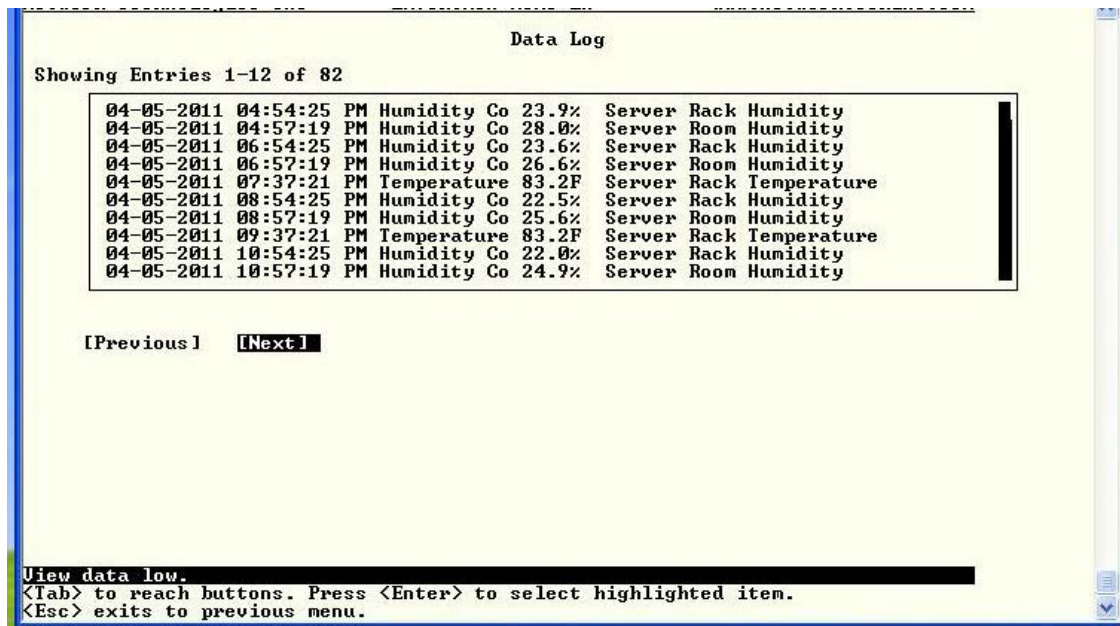 Data Log
Showing Entries 1-12 of 82
04-05-2011 04:54:25 PM Humidity Co 23.9% Server Rack Humidity
04-05-2011 04:57:19 PM Humidity Co 28.0% Server Room Humidity
04-05-2011 06:54:25 PM Humidity Co 23.6% Server Rack Humidity
04-05-2011 06:57:19 PM Humidity Co 26.6% Server Room Humidity
04-05-2011 07:37:21 PM Temperature 83.2F Server Rack Temperature
04-05-2011 08:54:25 PM Humidity Co 22.5% Server Rack Humidity
04-05-2011 08:57:19 PM Humidity Co 25.6% Server Room Humidity
04-05-2011 09:37:21 PM Temperature 83.2F Server Rack Temperature
04-05-2011 10:54:25 PM Humidity Co 22.0% Server Rack Humidity
04-05-2011 10:57:19 PM Humidity Co 24.9% Server Room Humidity
[Previous] [Next]
View data low.
<Tab> to reach buttons. Press <Enter> to select highlighted item.
<Esc> exits to previous menu.